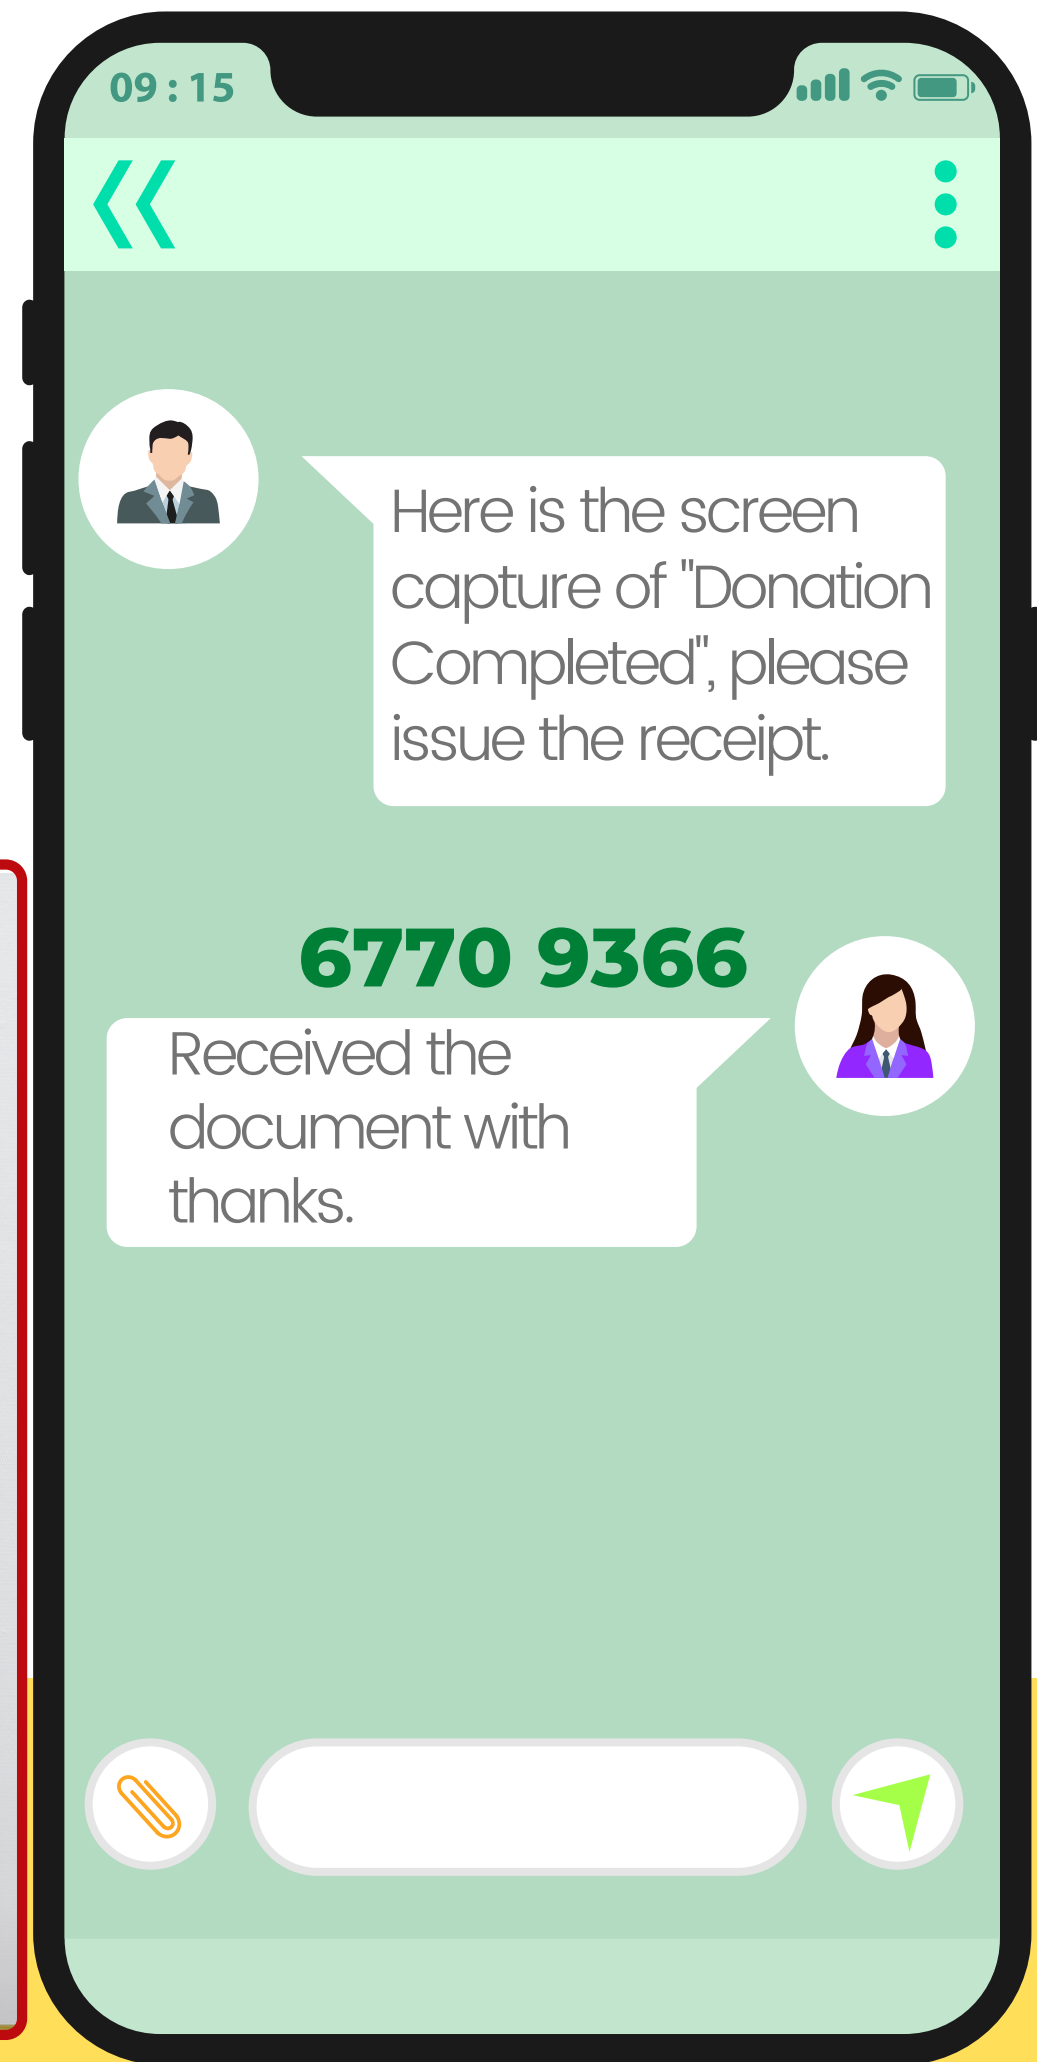 09 : 15
Here is the screen
capture of "Donation
Completed", please
issue the receipt.
6770 9366
Received the
document with
thanks.